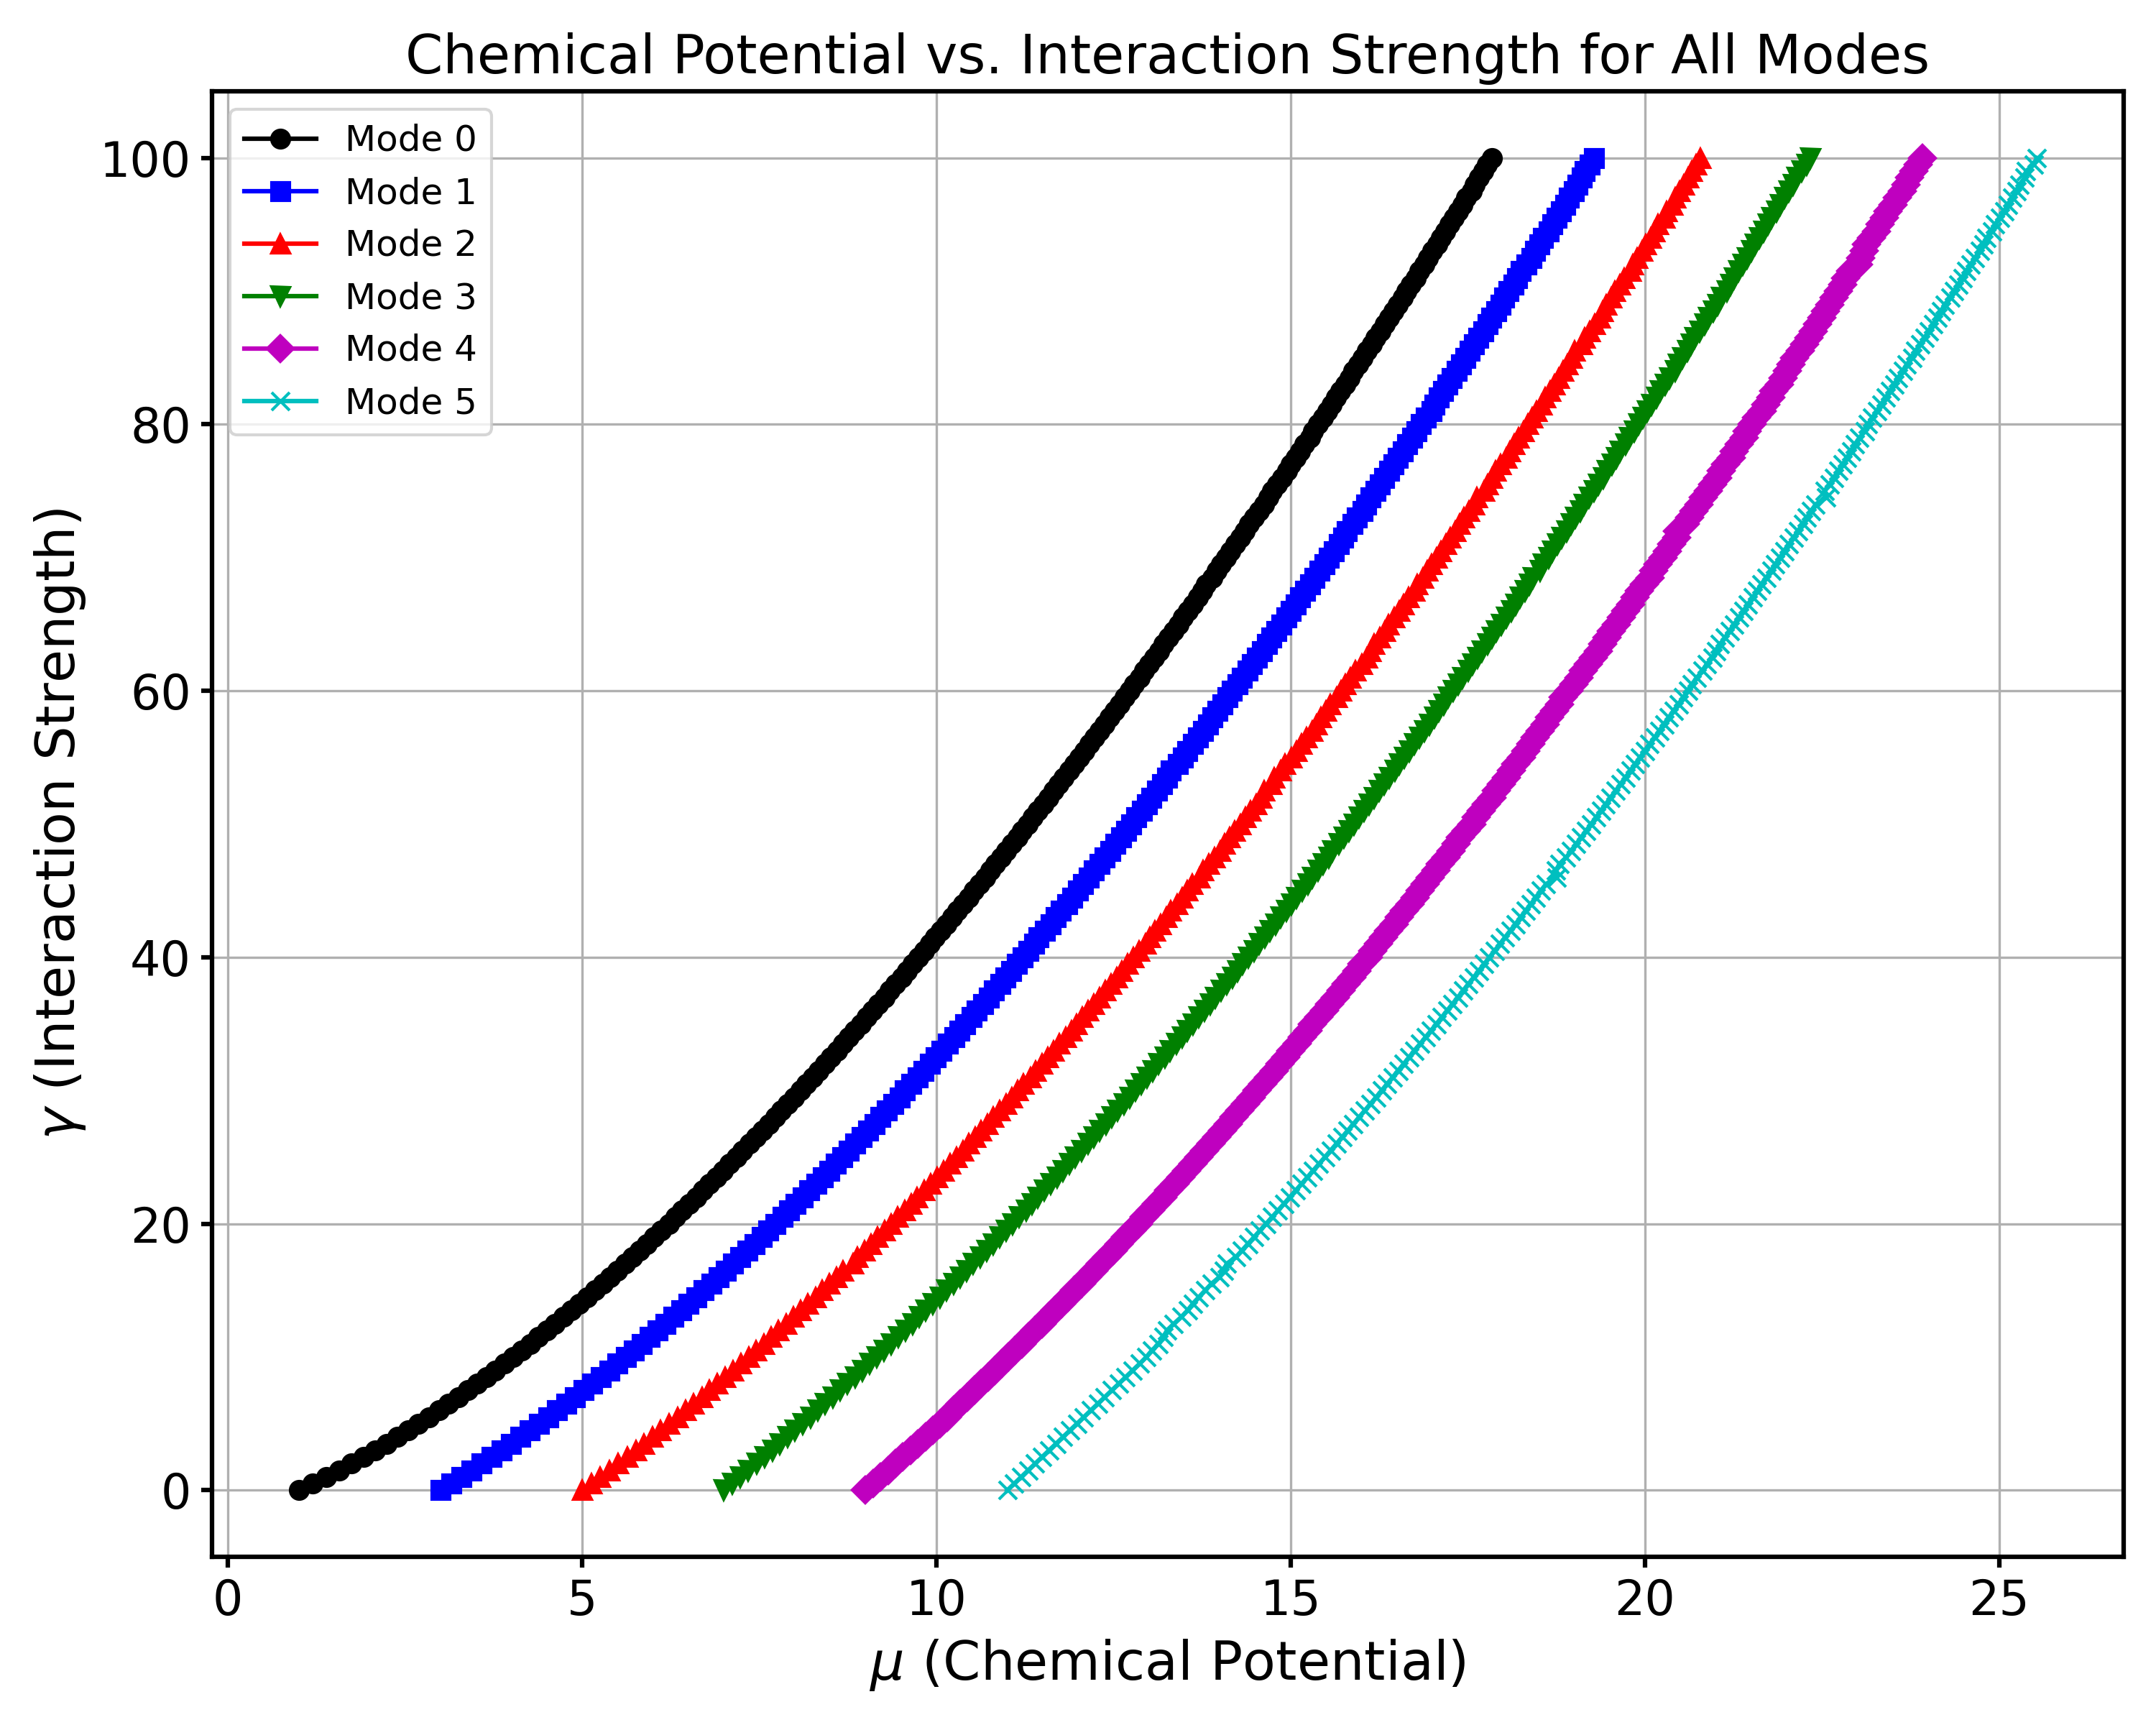 Chemical Potential vs. Interaction Strength for All Modes
Mode 0
Mode 1
Mode 2
Mode 3
Mode 4
Mode 5
γ (Interaction Strength)
100
80
60
40
20
0
0 5 10 15 20 25
μ (Chemical Potential)